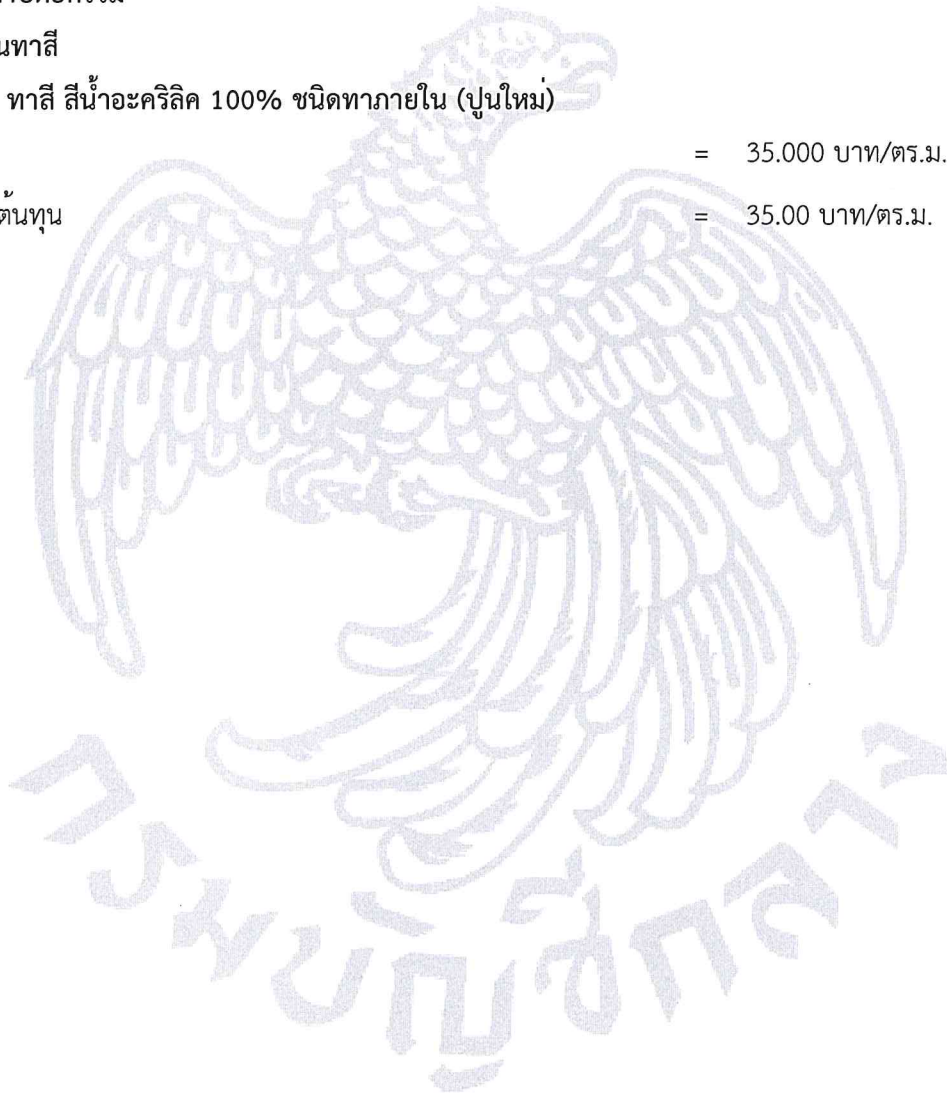 นทาสี
ทาสี สีน้ำอะคริลิค 100% ชนิดทาภายใน (ปูนใหม่)
= 35.000 บาท/ตร.ม.
ต้นทุน = 35.00 บาท/ตร.ม.
กรมบัญชีกลาง